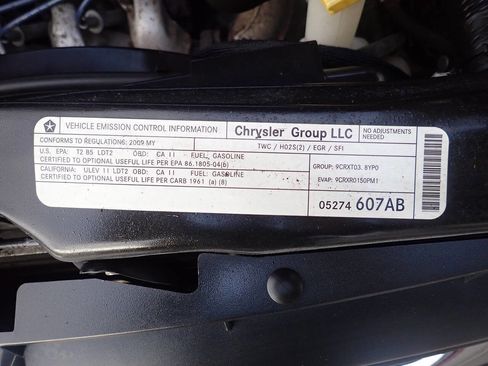 VEHICLE EMISSION CONTROL INFORMATION Chrysler Group LLC NO ADJUSTMENTS NEEDED
CONFORMS TO REGULATIONS: 2009 MY TWC / HO2S(2) / EGR / SFI
U.S. EPA: T2 B5 LDT2 OBD: CA II FUEL: GASOLINE
CERTIFIED TO OPTIONAL USEFUL LIFE PER EPA 86.1805-04(b)
CALIFORNIA: ULEV II LDT2 OBD: CA II FUEL: GASOLINE
CERTIFIED TO OPTIONAL USEFUL LIFE PER CARB 1961 (a) (8)
GROUP: 9CRXT03.8YP0
EVAP: 9CRXR0150PM1
05274 607AB